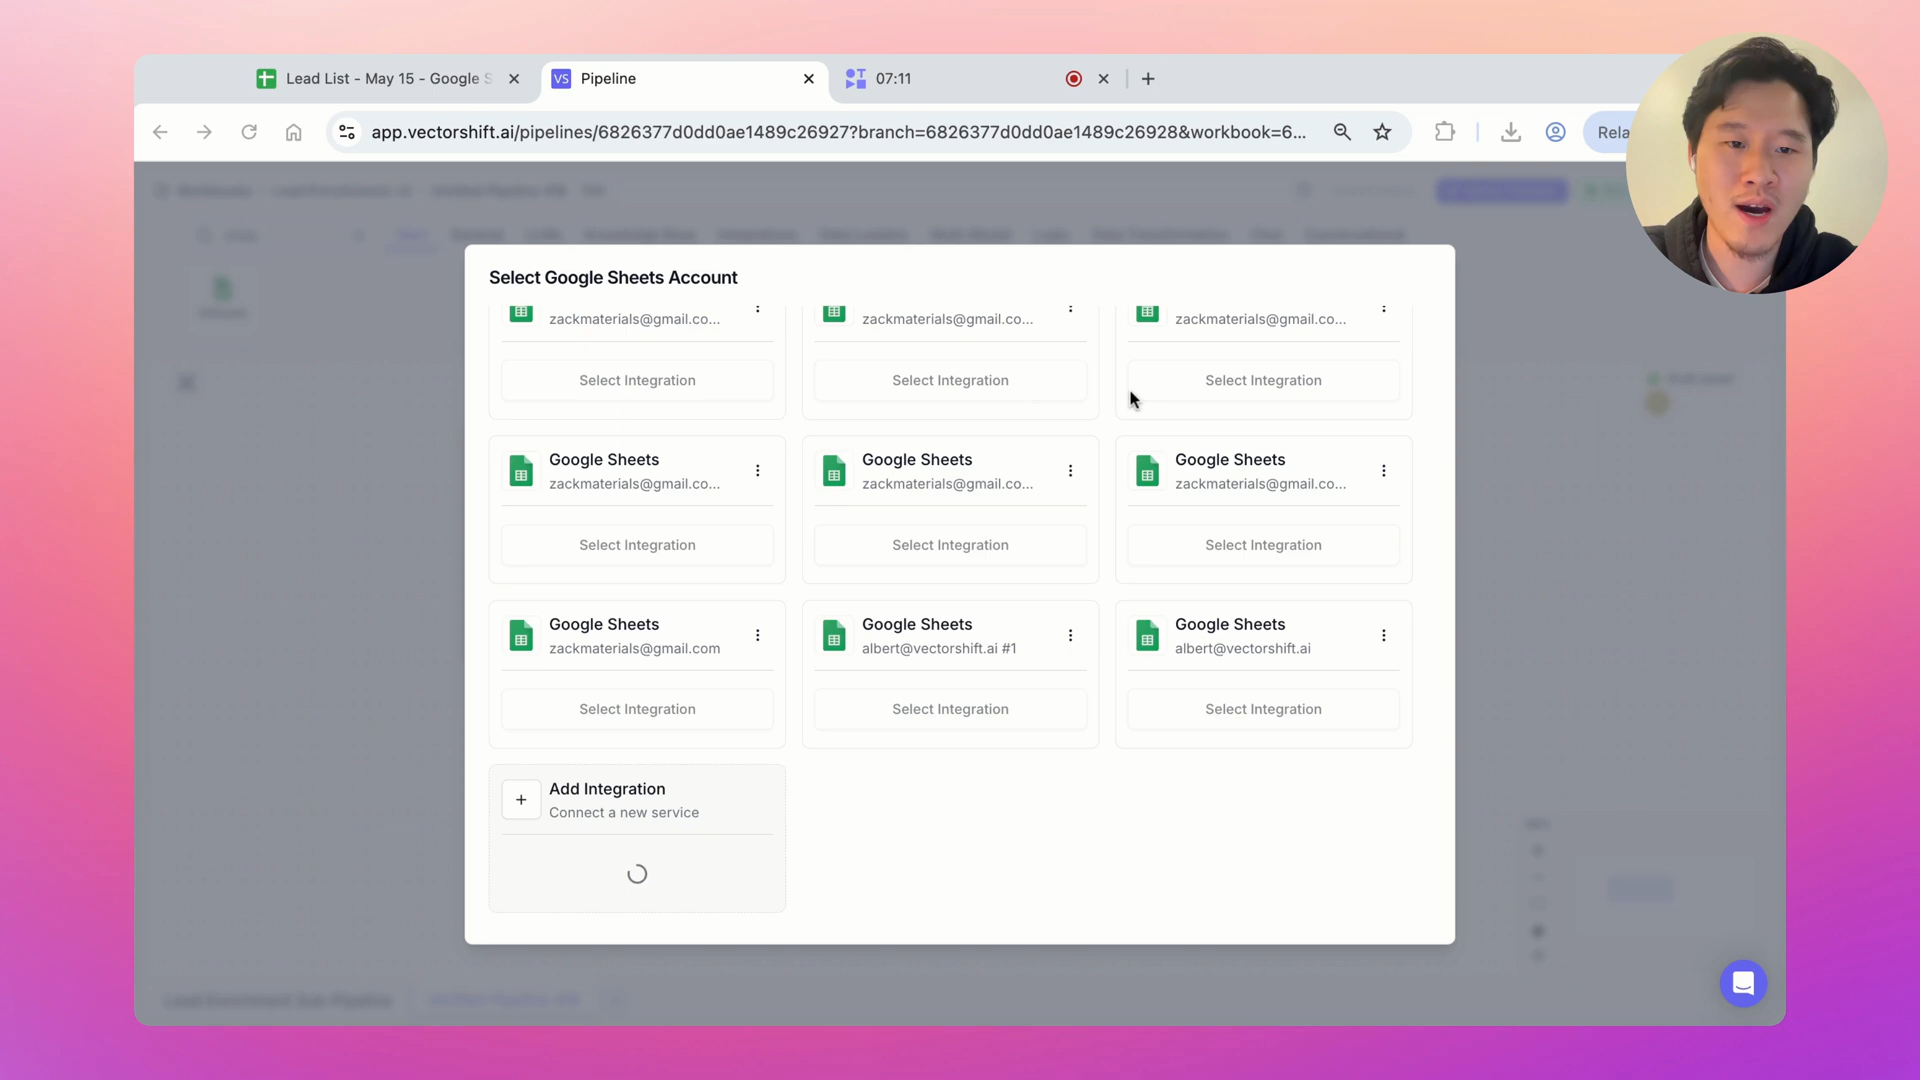 Lead List - May 15 - Google S
VS Pipeline
07:11
app.vectorshift.ai/pipelines/6826377d0dd0ae1489c26927?branch=6826377d0dd0ae1489c26928&workbook=6...
Rela
Select Google Sheets Account
zackmaterials@gmail.co... zackmaterials@gmail.co... zackmaterials@gmail.co...
Select Integration Select Integration Select Integration
Google Sheets Google Sheets Google Sheets
zackmaterials@gmail.co... zackmaterials@gmail.co... zackmaterials@gmail.co...
Select Integration Select Integration Select Integration
Google Sheets Google Sheets Google Sheets
zackmaterials@gmail.com albert@vectorshift.ai #1 albert@vectorshift.ai
Select Integration Select Integration Select Integration
Add Integration
Connect a new service